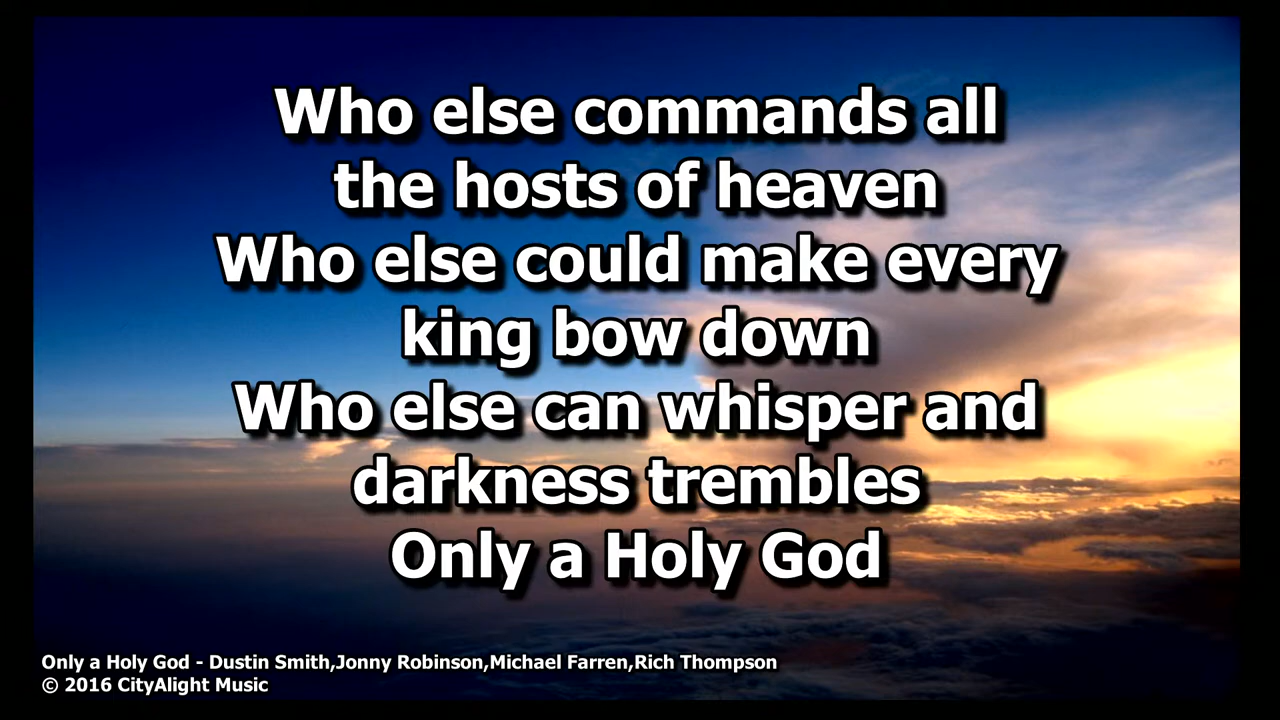 Who else commands all
the hosts of heaven
Who else could make every
king bow down
Who else can whisper and
darkness trembles
Only a Holy God
Only a Holy God - Dustin Smith,Jonny Robinson,Michael Farren,Rich Thompson
© 2016 CityAlight Music